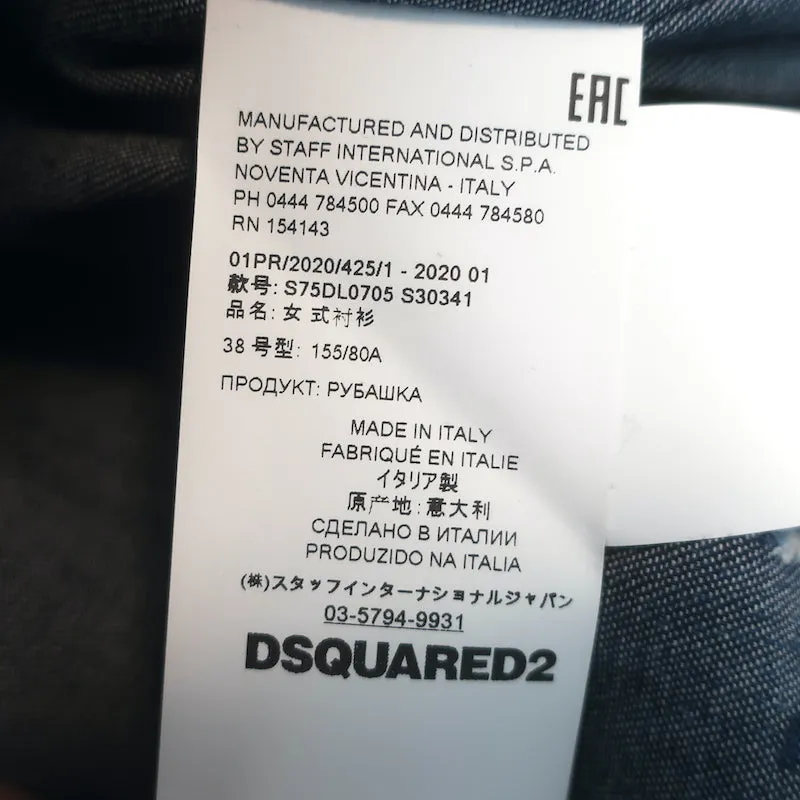 EAC
MANUFACTURED AND DISTRIBUTED
BY STAFF INTERNATIONAL S.P.A.
NOVENTA VICENTINA - ITALY
PH 0444 784500 FAX 0444 784580
RN 154143
01PR/2020/425/1 - 2020 01
款号: S75DL0705 S30341
品名: 女 式衬衫
38 号型: 155/80A
ПРОДУКТ: РУБАШКА
MADE IN ITALY
FABRIQUÉ EN ITALIE
イタリア製
原产地: 意大利
СДЕЛАНО В ИТАЛИИ
PRODUZIDO NA ITALIA
(株)スタッフインターナショナルジャパン
03-5794-9931
DSQUARED2